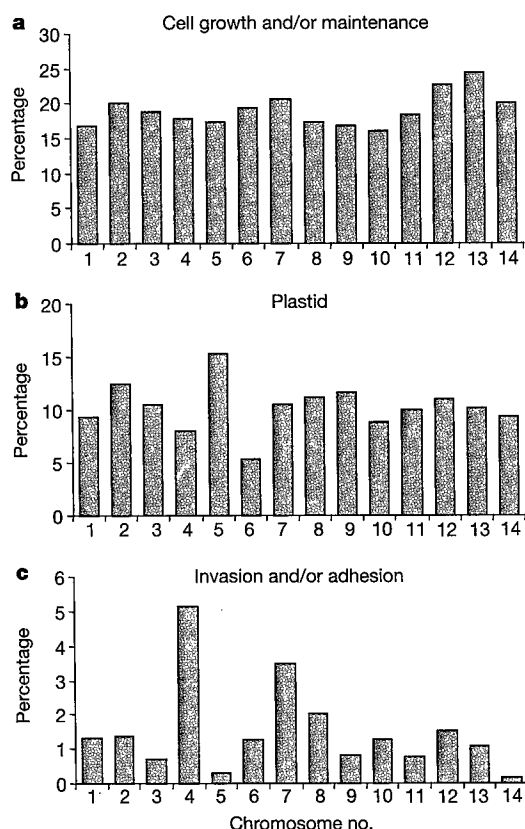 a Cell growth and/or maintenance
Percentage
30
25
20
15
10
5
0
1 2 3 4 5 6 7 8 9 10 11 12 13 14
b Plastid
Percentage
20
15
10
5
0
1 2 3 4 5 6 7 8 9 10 11 12 13 14
c Invasion and/or adhesion
Percentage
6
5
4
3
2
1
0
1 2 3 4 5 6 7 8 9 10 11 12 13 14
Chromosome no.